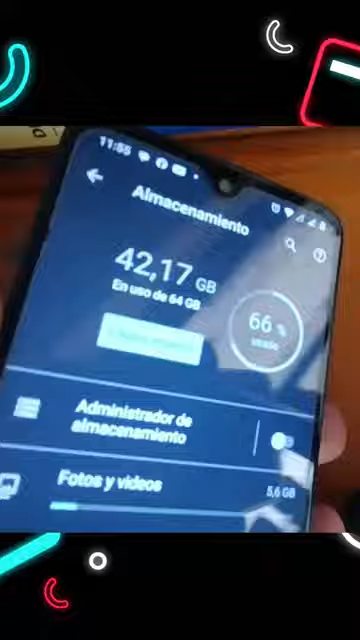 11:55
Almacenamiento
42,17 GB
En uso de 64 GB
66 %
usado
Administrador de
almacenamiento
Fotos y videos
5,6 GB